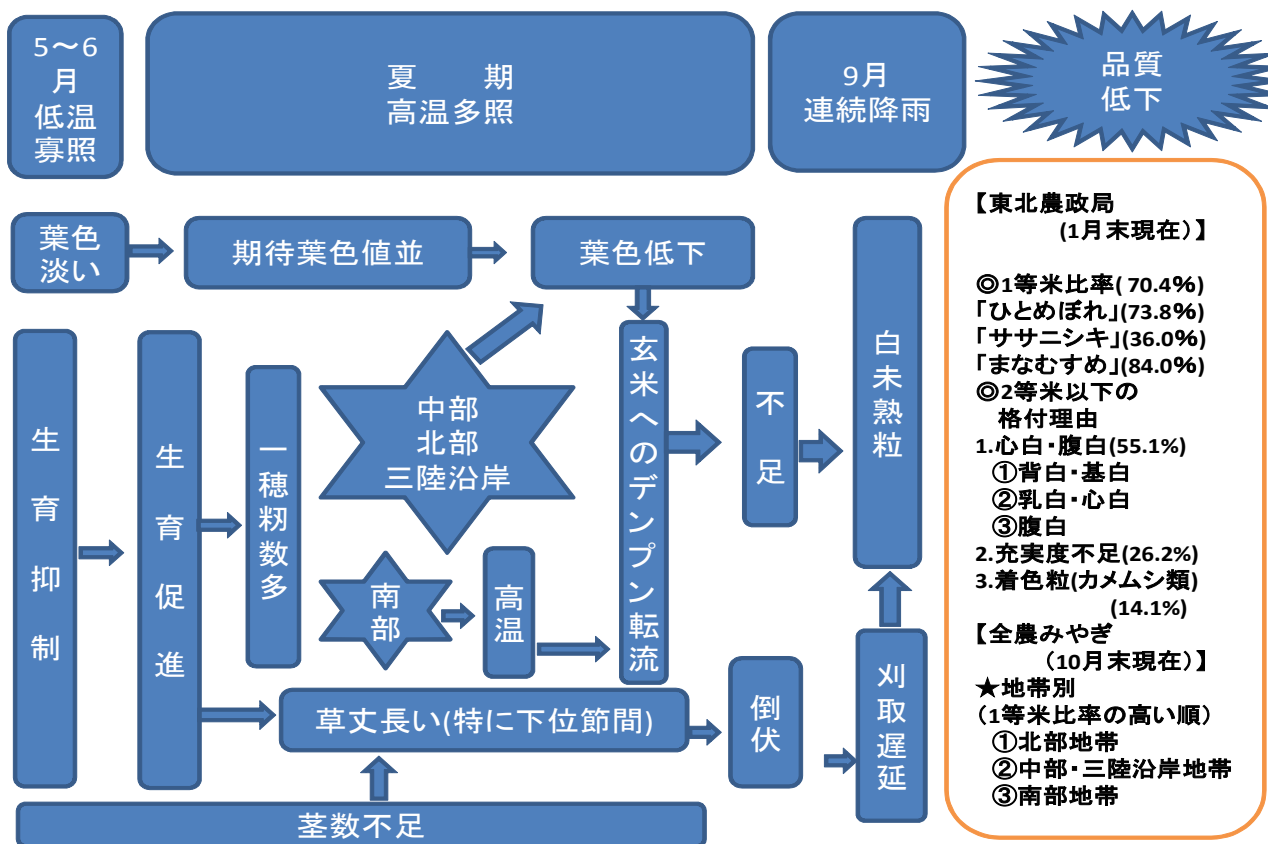 5～6
月
低温
寡照
夏　　期
高温多照
9月
連続降雨
品質
低下
葉色
淡い
期待葉色値並
葉色低下
生育抑制
生育促進
一穂籾数多
中部
北部
三陸沿岸
南部
高温
玄米へのデンプン転流
不足
白未熟粒
草丈長い(特に下位節間)
倒伏
刈取遅延
茎数不足
【東北農政局
(1月末現在)】
◎1等米比率( 70.4%)
「ひとめぼれ」(73.8%)
「ササニシキ」(36.0%)
「まなむすめ」(84.0%)
◎2等米以下の
格付理由
1.心白・腹白(55.1%)
①背白・基白
②乳白・心白
③腹白
2.充実度不足(26.2%)
3.着色粒(カメムシ類)
(14.1%)
【全農みやぎ
（10月末現在）】
★地帯別
（1等米比率の高い順）
①北部地帯
②中部・三陸沿岸地帯
③南部地帯